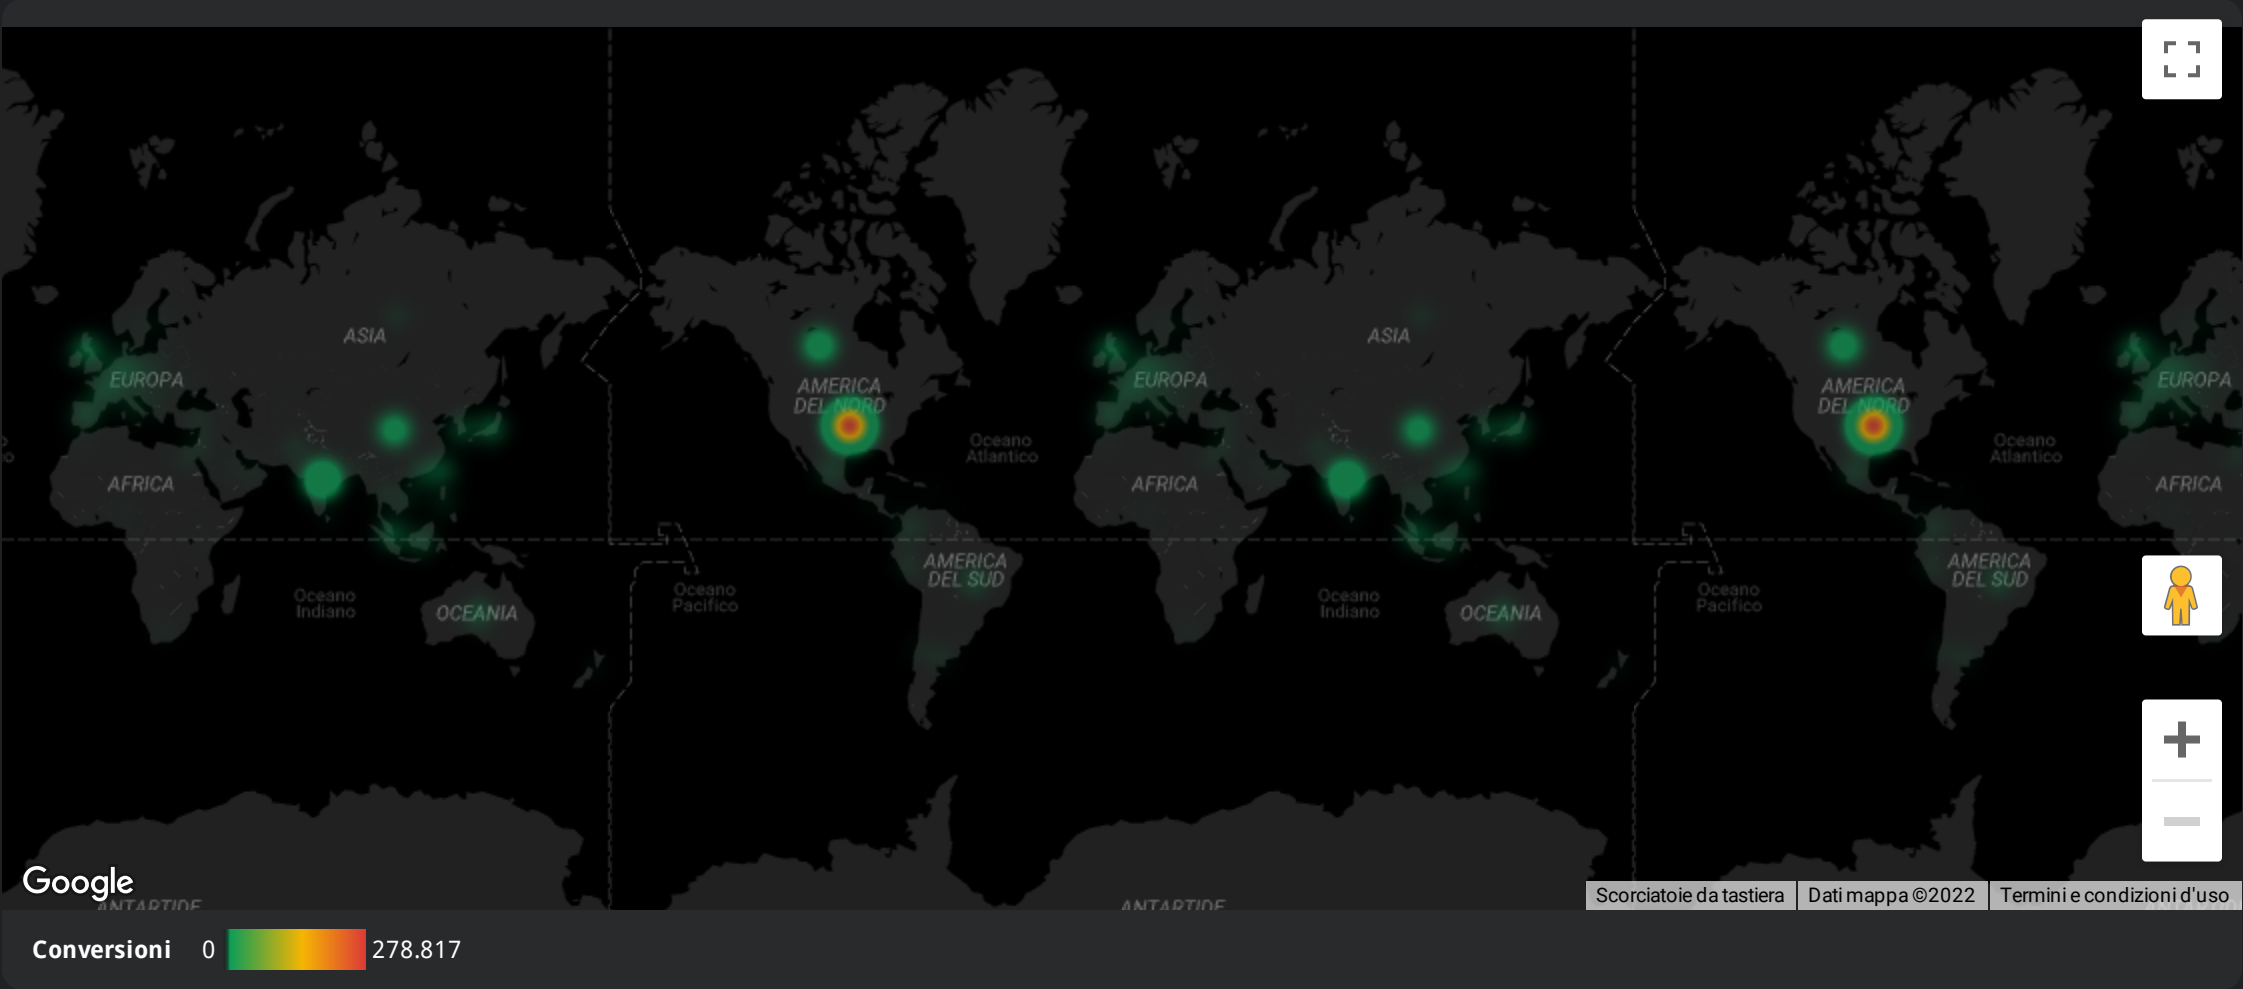 ASIA
ASIA
EUROPA
EUROPA
EUROPA
AMERICA
DEL NORD
AMERICA
DEL NORD
Oceano
Atlantico
Oceano
Atlantico
AFRICA
AFRICA
AFRICA
AMERICA
DEL SUD
AMERICA
DEL SUD
Oceano
Indiano
Oceano
Pacifico
Oceano
Indiano
Oceano
Pacifico
OCEANIA
OCEANIA
Google
Scorciatoie da tastiera
Dati mappa ©2022
Termini e condizioni d'uso
ANTARTIDE
ANTARTIDE
Conversioni 0 278.817